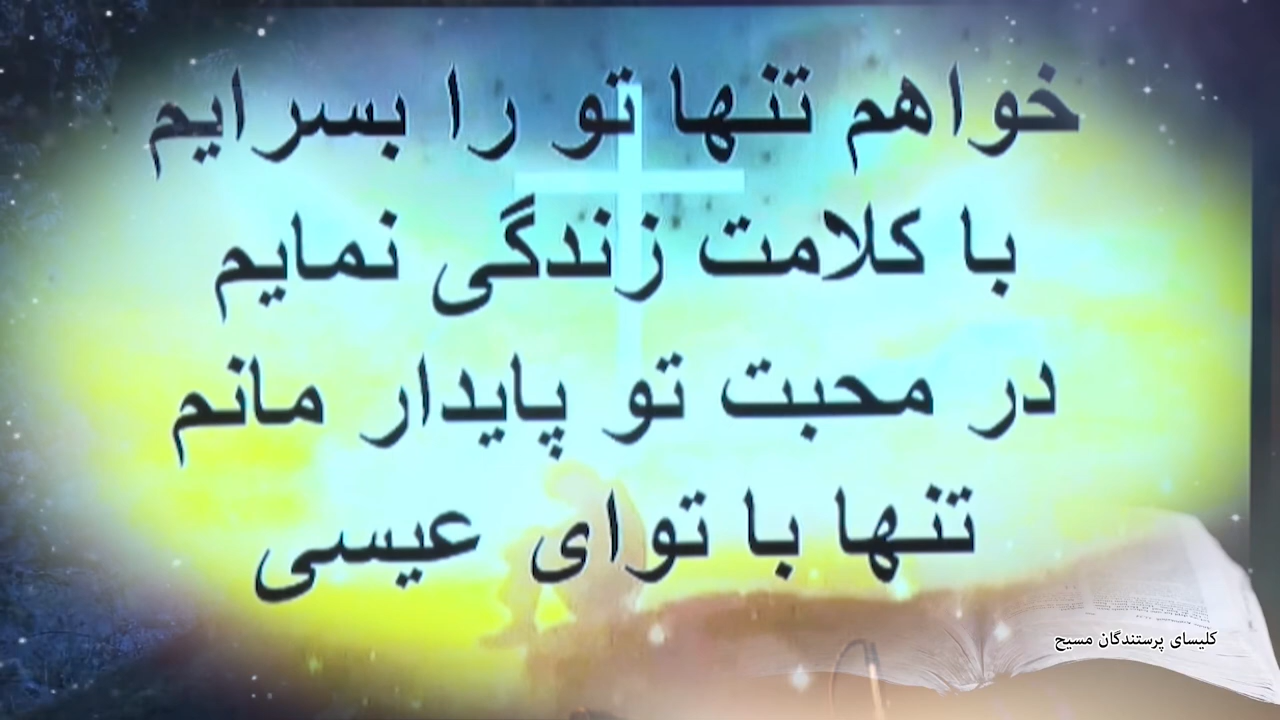 خواهم تنها تو را بسرایم
با کلامت زندگی نمایم
در محبت تو پایدار مانم
تنها با توای عیسی
کلیسای پرستندگان مسیح